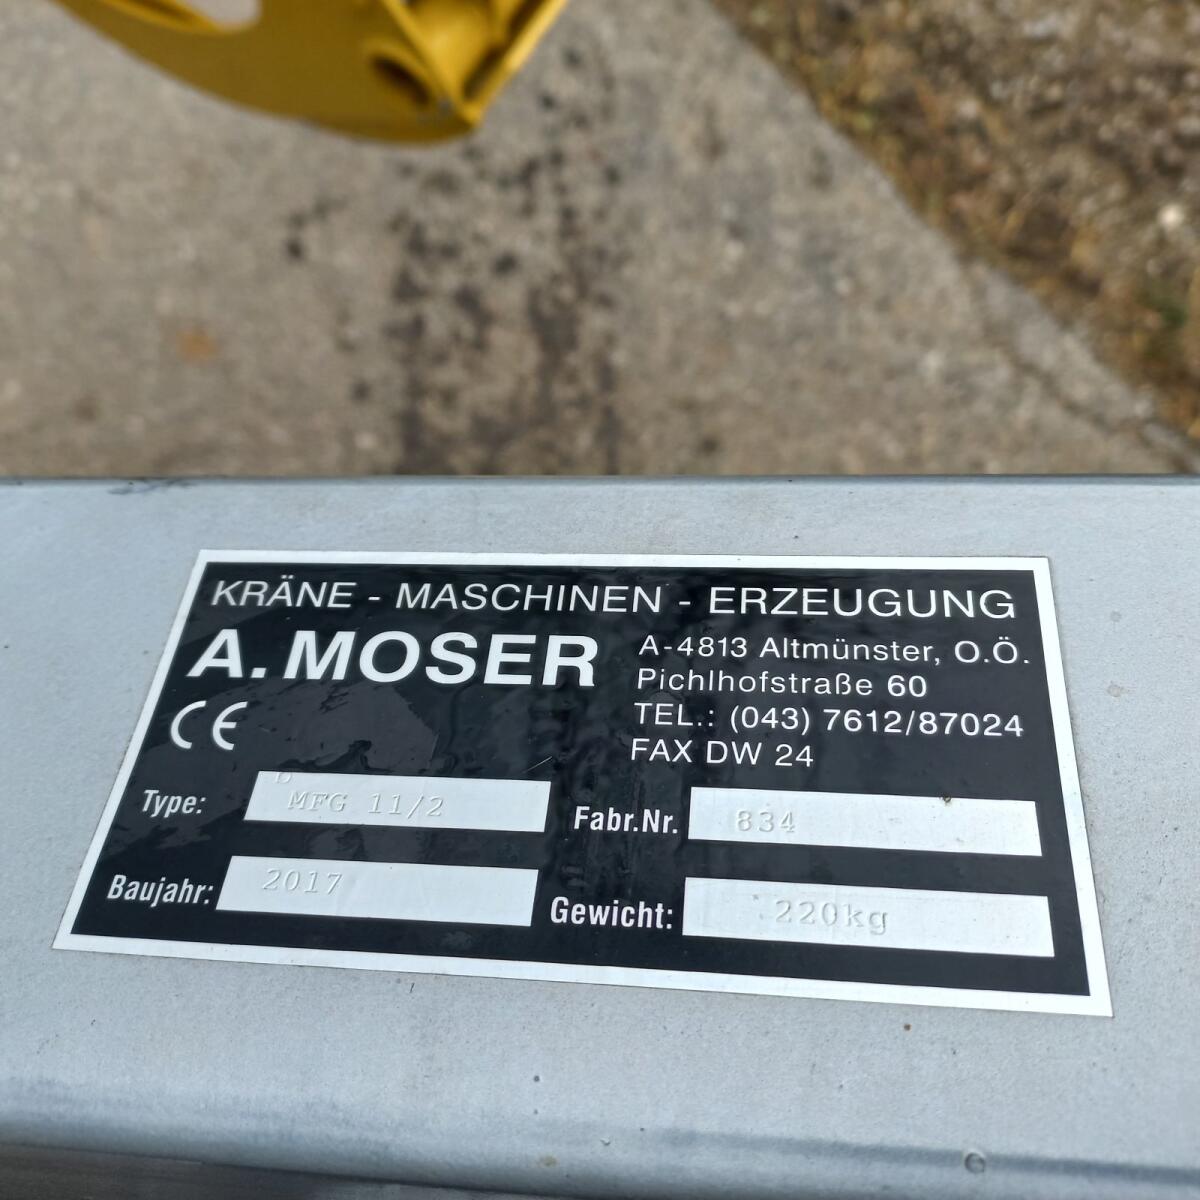 KRÄNE - MASCHINEN - ERZEUGUNG
A. MOSER
A-4813 Altmünster, O.Ö.
Pichlhofstraße 60
TEL.: (043) 7612/87024
FAX DW 24
CE
Type: MFG 11/2
Fabr.Nr. 834
Baujahr: 2017
Gewicht: 220kg